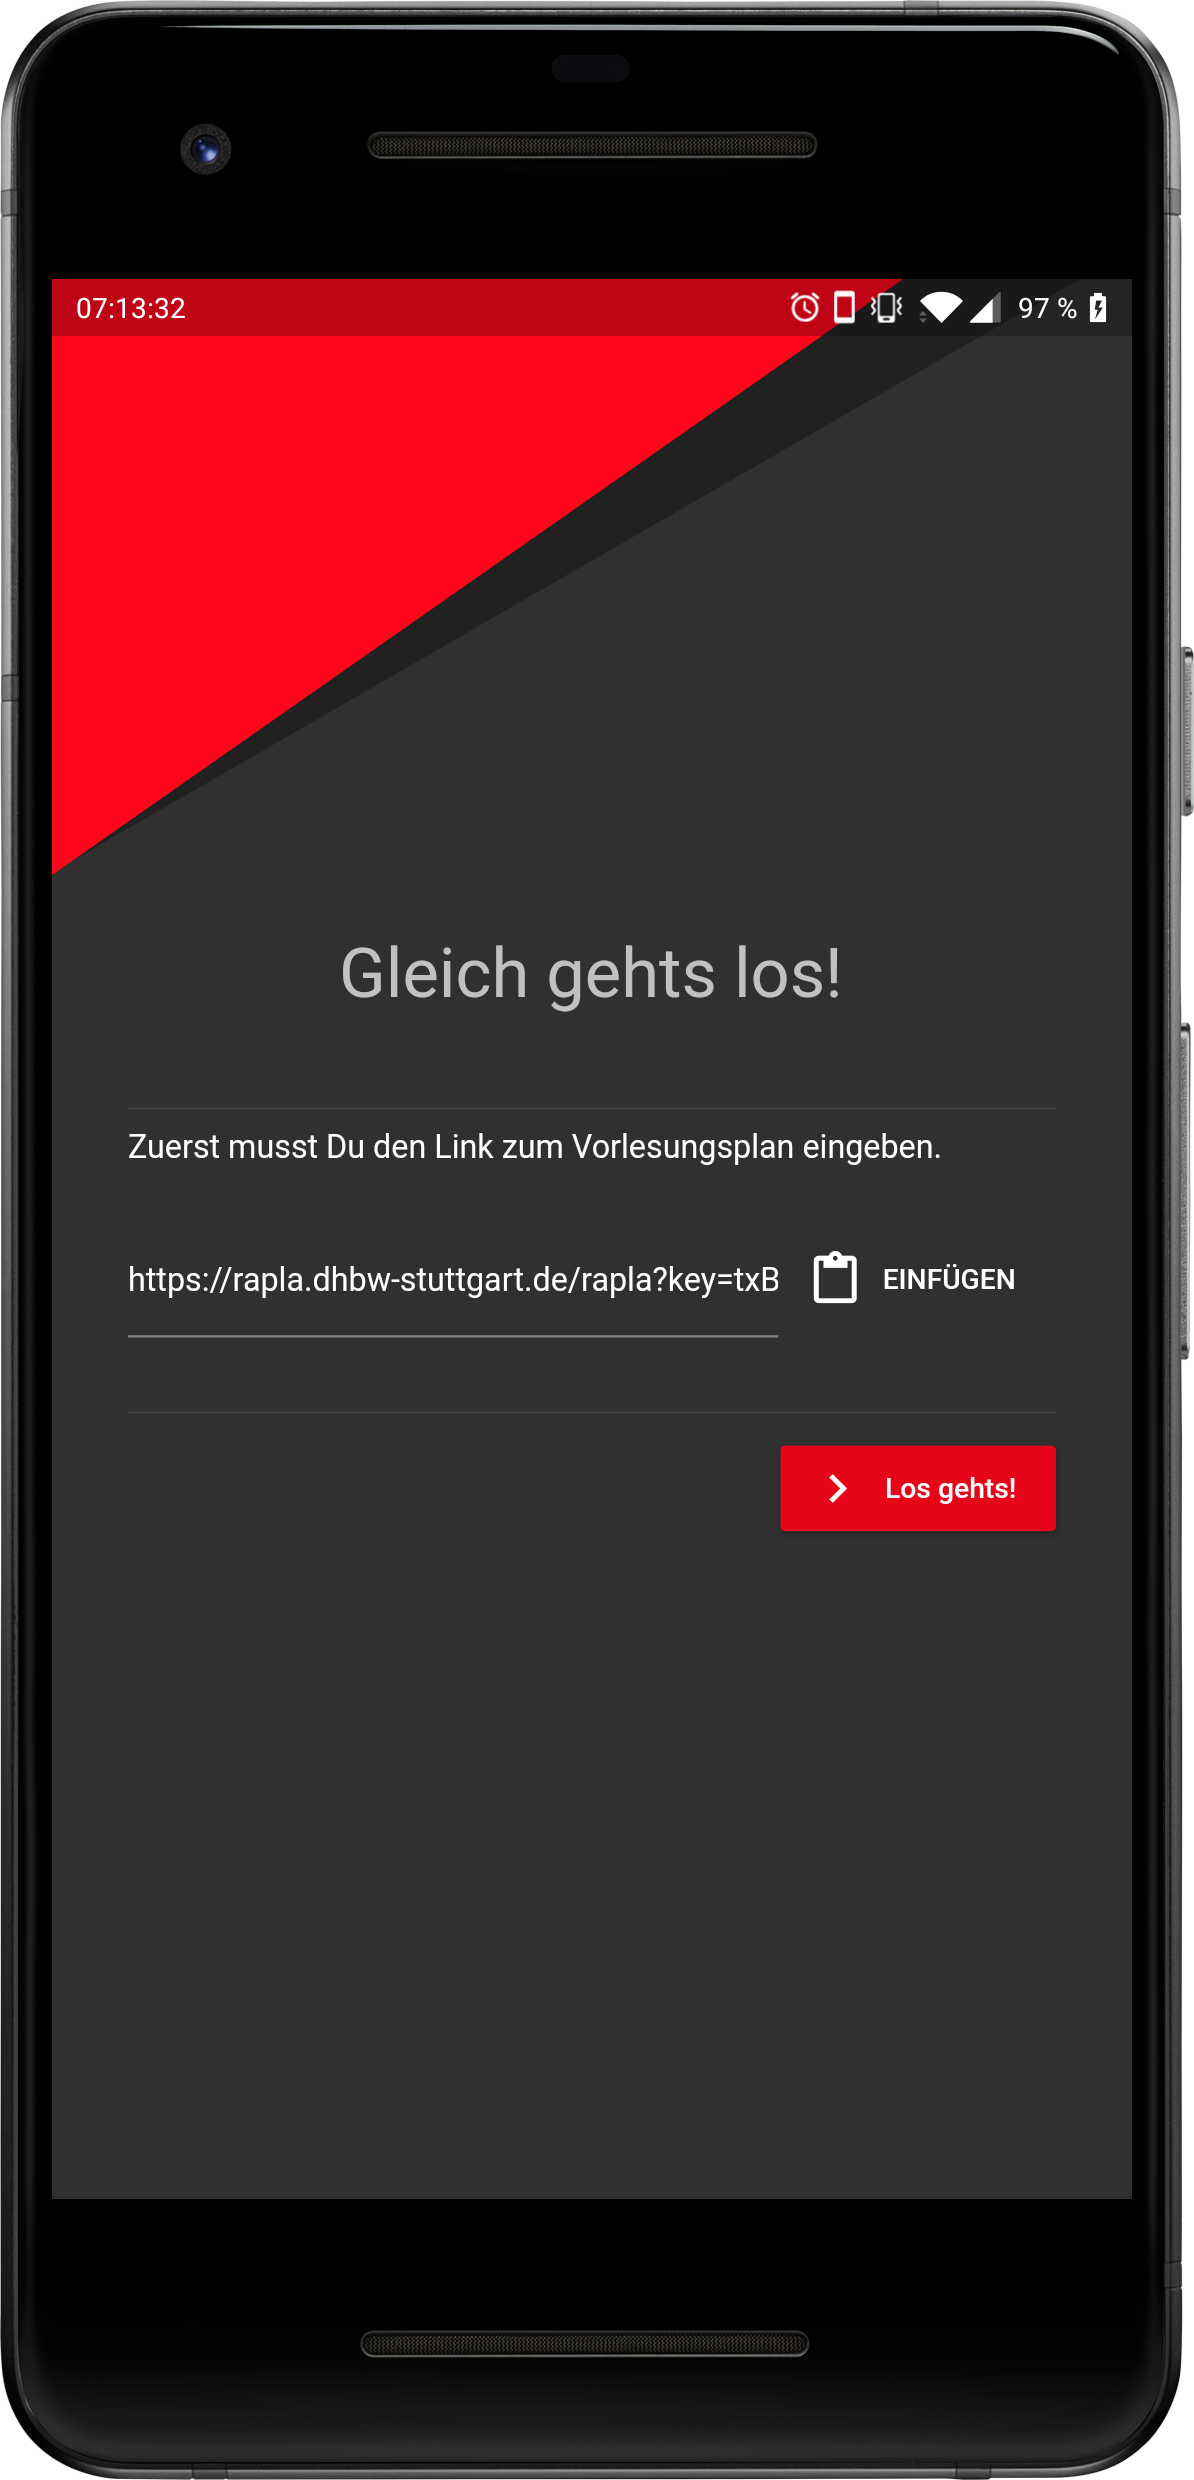 07:13:32 97 %
Gleich gehts los!
Zuerst musst Du den Link zum Vorlesungsplan eingeben.
https://rapla.dhbw-stuttgart.de/rapla?key=txB EINFÜGEN
Los gehts!